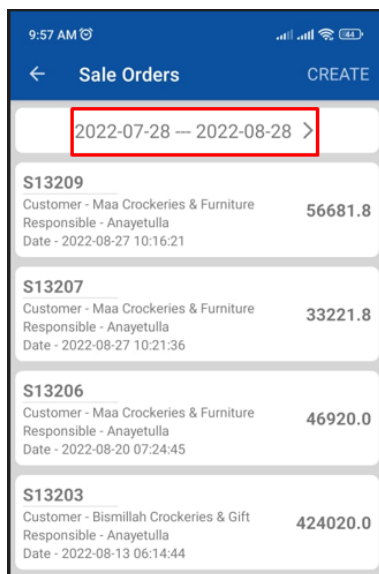 9:57 AM
44
Sale Orders
CREATE
2022-07-28 --- 2022-08-28
S13209
Customer - Maa Crockeries & Furniture
Responsible - Anayetulla
Date - 2022-08-27 10:16:21
56681.8
S13207
Customer - Maa Crockeries & Furniture
Responsible - Anayetulla
Date - 2022-08-27 10:21:36
33221.8
S13206
Customer - Maa Crockeries & Furniture
Responsible - Anayetulla
Date - 2022-08-20 07:24:45
46920.0
S13203
Customer - Bismillah Crockeries & Gift
Responsible - Anayetulla
Date - 2022-08-13 06:14:44
424020.0